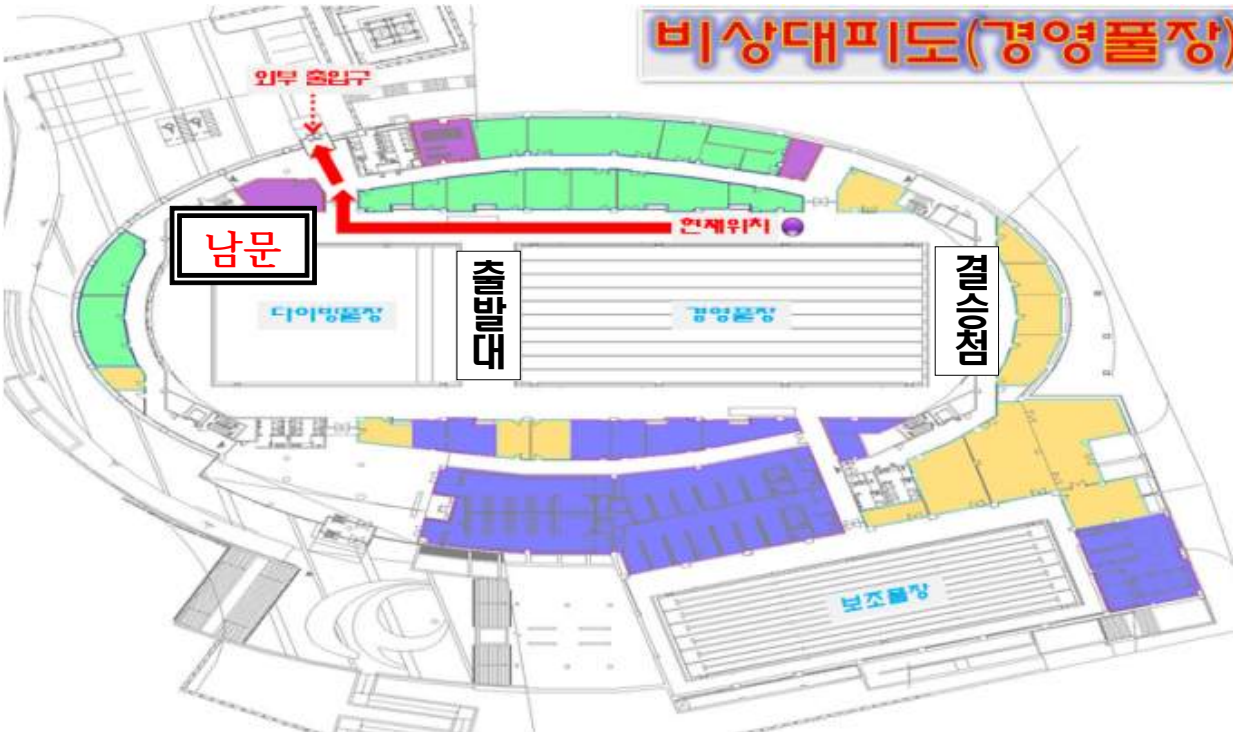 비상대피도(경영풀장)
외부 출입구
현재위치
남문
출발대
결승점
다이빙풀장
경영풀장
보조풀장